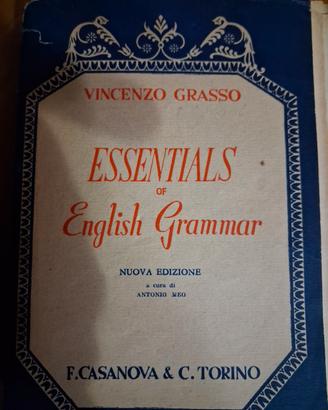 VINCENZO GRASSO
ESSENTIALS
OF
English Grammar
NUOVA EDIZIONE
a cura di
ANTONIO MEO
F. CASANOVA & C. TORINO